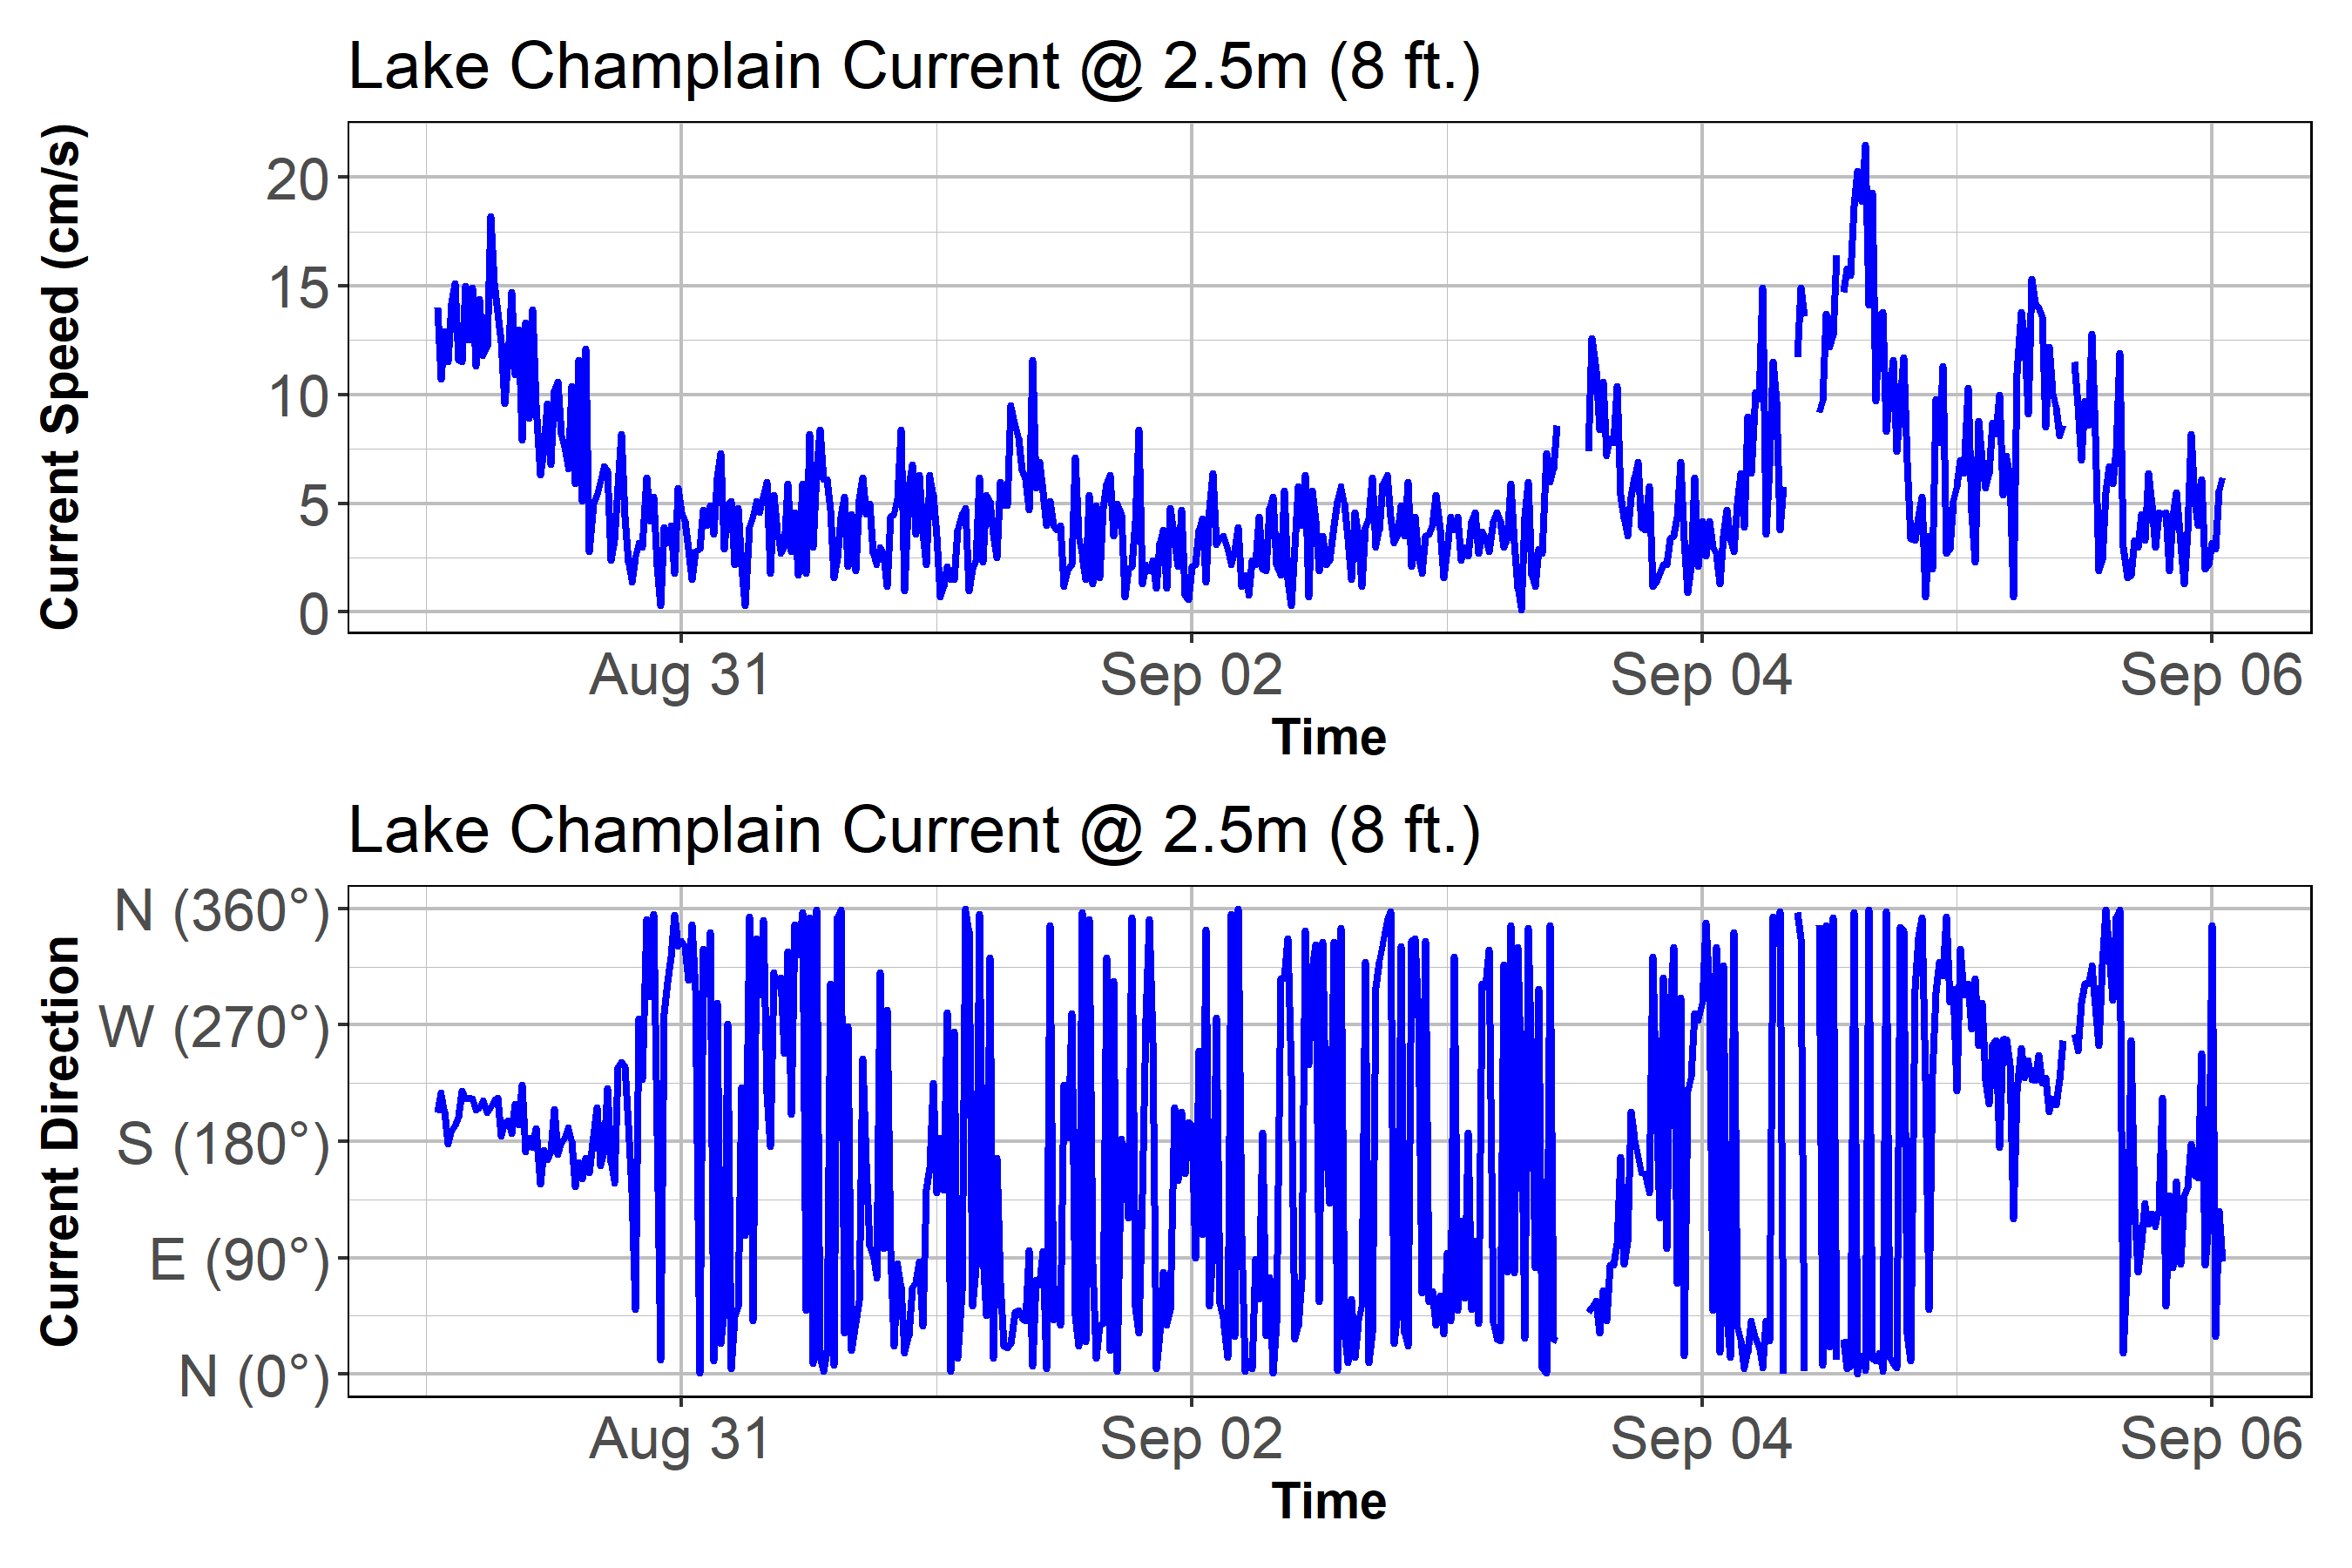 Lake Champlain Current @ 2.5m (8 ft.)
Current Speed (cm/s)
20
15
10
5
0
Aug 31 Sep 02 Sep 04 Sep 06
Time
Lake Champlain Current @ 2.5m (8 ft.)
Current Direction
N (360°)
W (270°)
S (180°)
E (90°)
N (0°)
Aug 31 Sep 02 Sep 04 Sep 06
Time